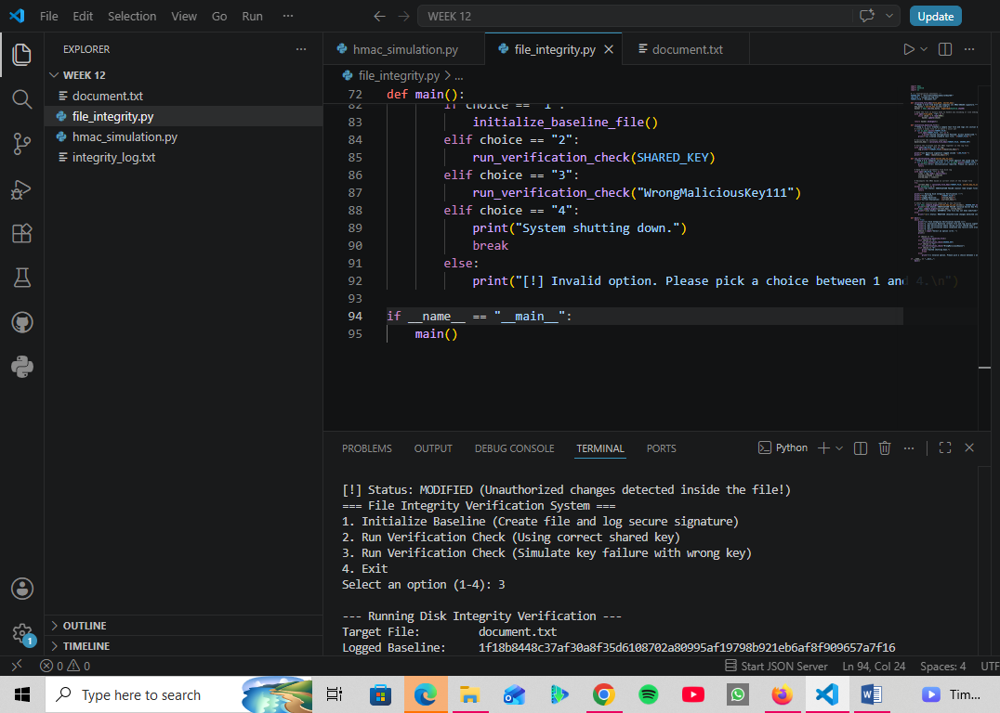 File Edit Selection View Go Run ··· WEEK 12 Update
EXPLORER ···
WEEK 12
document.txt
file_integrity.py
hmac_simulation.py
integrity_log.txt
OUTLINE
TIMELINE
hmac_simulation.py file_integrity.py document.txt ···
file_integrity.py > ...
72 def main():
82 if choice == "1":
83 initialize_baseline_file()
84 elif choice == "2":
85 run_verification_check(SHARED_KEY)
86 elif choice == "3":
87 run_verification_check("WrongMaliciousKey111")
88 elif choice == "4":
89 print("System shutting down.")
90 break
91 else:
92 print("[!] Invalid option. Please pick a choice between 1 and 4.\n")
93
94 if __name__ == "__main__":
95 main()
PROBLEMS OUTPUT DEBUG CONSOLE TERMINAL PORTS Python ···
[!] Status: MODIFIED (Unauthorized changes detected inside the file!)
=== File Integrity Verification System ===
1. Initialize Baseline (Create file and log secure signature)
2. Run Verification Check (Using correct shared key)
3. Run Verification Check (Simulate key failure with wrong key)
4. Exit
Select an option (1-4): 3
--- Running Disk Integrity Verification ---
Target File: document.txt
Logged Baseline: 1f18b8448c37af30a8f35d6108702a80995af19798b921eb6af8f909657a7f16
1
0 0 Start JSON Server Ln 94, Col 24 Spaces: 4 UTF
Type here to search Tim...